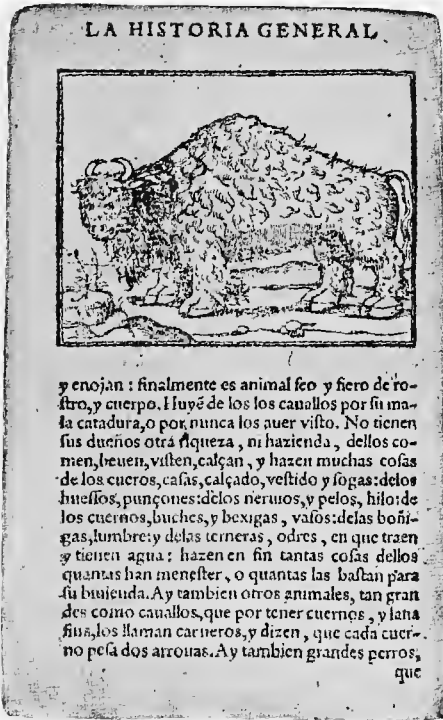 LA HISTORIA GENERAL
y enojan : finalmente es animal feo y fiero de ro-
stro,y cuerpo. Huyẽ de los los cauallos por su ma-
la catadura,o por nunca los auer visto. No tienen
sus dueños otra riqueza, ni hazienda, dellos co-
men,beuen,visten,calçan, y hazen muchas cosas
de los cueros,casas,calçado,vestido y sogas:delos
huessos,punçones:delos neruios,y pelos, hilo:de
los cuernos,buches,y bexigas, vasos:delas boñi-
gas,lumbre:y delas terneras, odres, en que traen
y tienen agua: hazen en fin tantas cosas dellos
quantas han menester, o quantas las bastan para
su biuienda. Ay tambien otros animales, tan gran
des como cauallos,que por tener cuernos, y lana
fina,los llaman carneros,y dizen, que cada cuer-
no pesa dos arrouas. Ay tambien grandes perros,
que